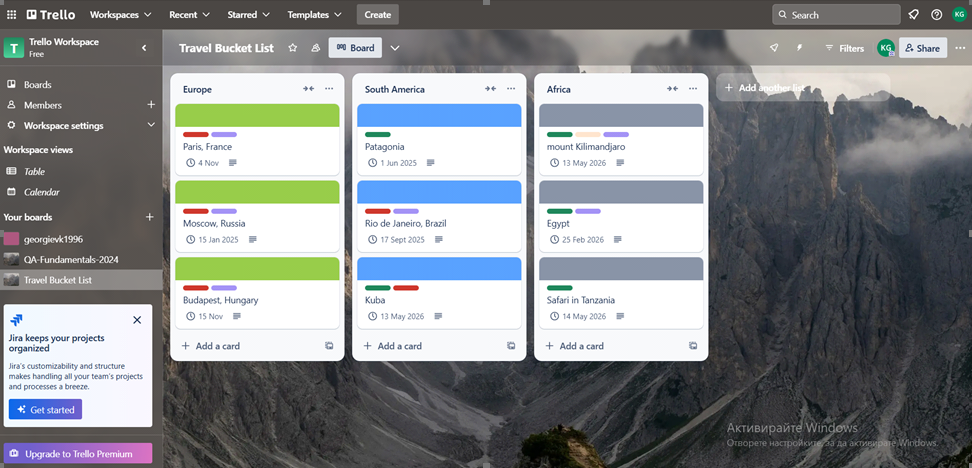 Trello
Workspaces
Recent
Starred
Templates
Create
Search
KG
T
Trello Workspace
Free
Travel Bucket List
Board
Filters
KG
Share
Boards
Members
Workspace settings
Workspace views
Table
Calendar
Your boards
georgievk1996
QA-Fundamentals-2024
Travel Bucket List
Jira keeps your projects
organized
Jira's customizability and structure
makes handling all your team's projects
and processes a breeze.
Get started
Upgrade to Trello Premium
Europe
Paris, France
4 Nov
Moscow, Russia
15 Jan 2025
Budapest, Hungary
15 Nov
Add a card
South America
Patagonia
1 Jun 2025
Rio de Janeiro, Brazil
17 Sept 2025
Kuba
13 May 2026
Add a card
Africa
mount Kilimandjaro
13 May 2026
Egypt
25 Feb 2026
Safari in Tanzania
14 May 2026
Add a card
Add another list
Активирайте Windows
Отворете настройките, за да активирате Windows.